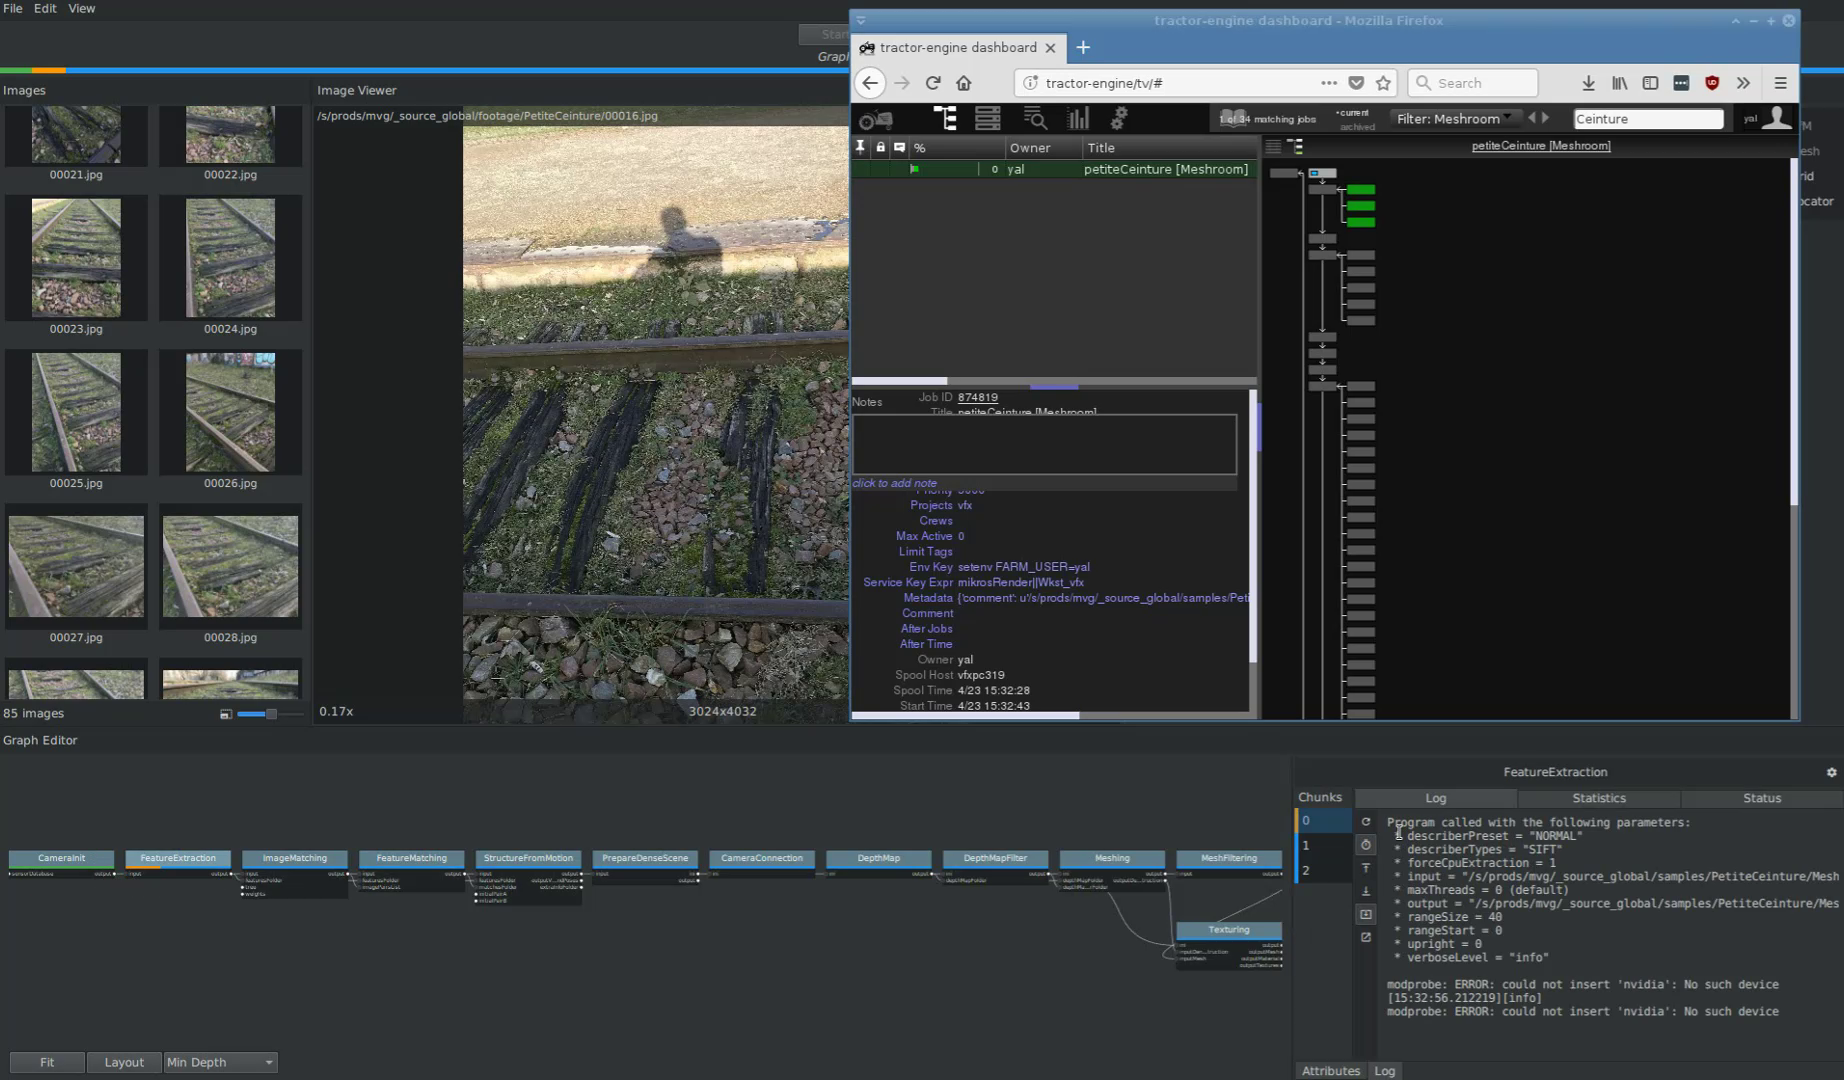 File Edit View
tractor-engine dashboard - Mozilla Firefox
tractor-engine dashboard
Images
Image Viewer
tractor-engine/tv/#
Search
/s/prods/mvg/_source_global/footage/PetiteCeinture/00016.jpg
1 of 34 matching jobs
current
archived
Filter: Meshroom
Ceinture
yal
% Owner Title
petiteCeinture [Meshroom]
0 yal petiteCeinture [Meshroom]
00021.jpg 00022.jpg
00023.jpg 00024.jpg
00025.jpg 00026.jpg
00027.jpg 00028.jpg
Notes
Job ID 874819
Title petiteCeinture [Meshroom]
click to add note
Projects vfx
Crews
Max Active 0
Limit Tags
Env Key setenv FARM_USER=yal
Service Key Expr mikrosRender||Wkst_vfx
Metadata {'comment': u'/s/prods/mvg/_source_global/samples/Peti
Comment
After Jobs
After Time
Owner yal
Spool Host vfxpc319
Spool Time 4/23 15:32:28
Start Time 4/23 15:32:43
85 images
0.17x
3024x4032
Graph Editor
CameraInit FeatureExtraction ImageMatching FeatureMatching StructureFromMotion PrepareDenseScene CameraConnection DepthMap DepthMapFilter Meshing MeshFiltering
Texturing
FeatureExtraction
Chunks
0
1
2
Log Statistics Status
Program called with the following parameters:
* describerPreset = "NORMAL"
* describerTypes = "SIFT"
* forceCpuExtraction = 1
* input = "/s/prods/mvg/_source_global/samples/PetiteCeinture/Mesh
* maxThreads = 0 (default)
* output = "/s/prods/mvg/_source_global/samples/PetiteCeinture/Mes
* rangeSize = 40
* rangeStart = 0
* upright = 0
* verboseLevel = "info"
modprobe: ERROR: could not insert 'nvidia': No such device
[15:32:56.212219][info]
modprobe: ERROR: could not insert 'nvidia': No such device
Fit Layout Min Depth
Attributes Log